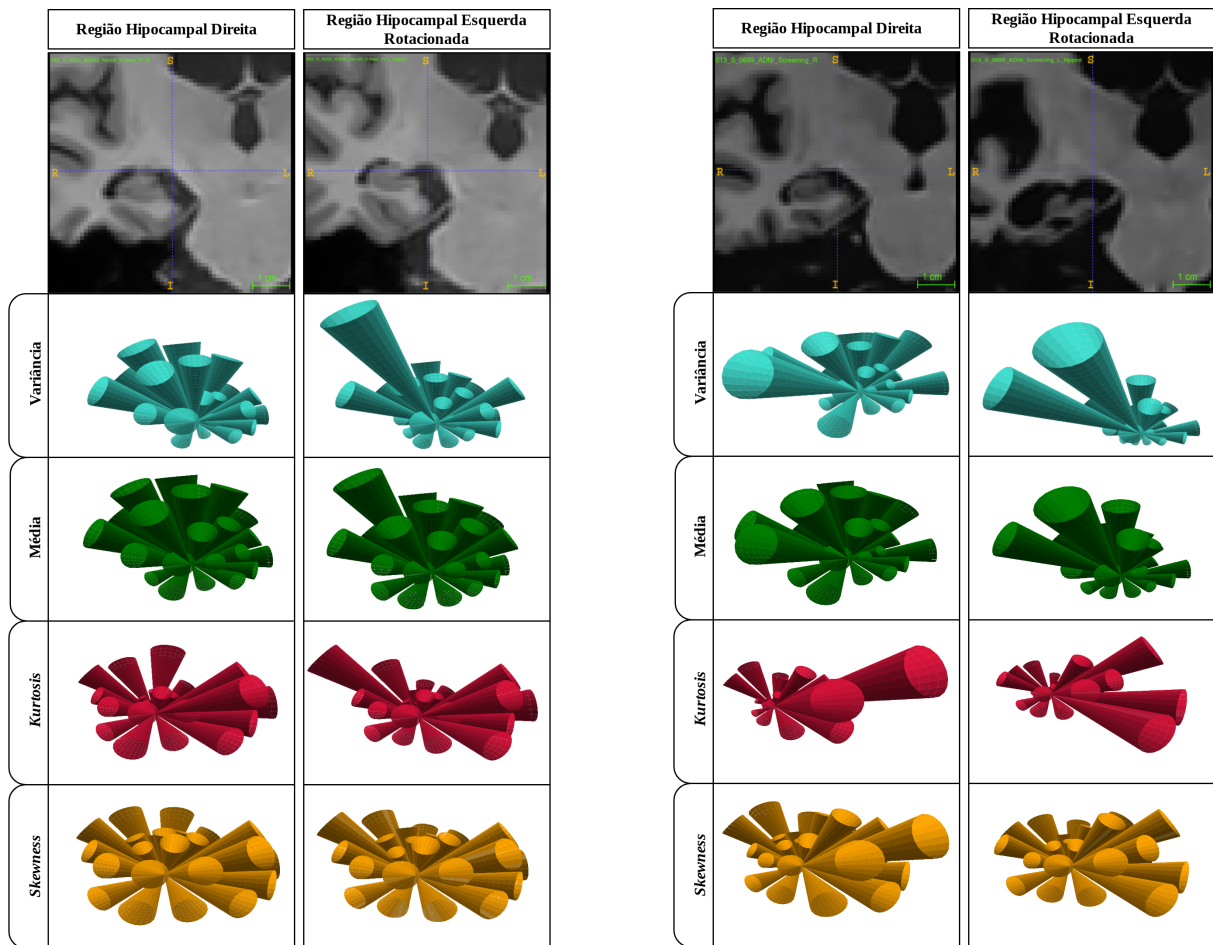 Região Hipocampal Direita
Região Hipocampal Esquerda
Rotacionada
Região Hipocampal Direita
Região Hipocampal Esquerda
Rotacionada
S
R
I
1 cm
S
L
I
1 cm
013_S_0699_ADNI_Screening_R
S
R
I
1 cm
013_S_0699_ADNI_Screening_L_flipped
S
L
I
1 cm
Variância
Variância
Média
Média
Kurtosis
Kurtosis
Skewness
Skewness